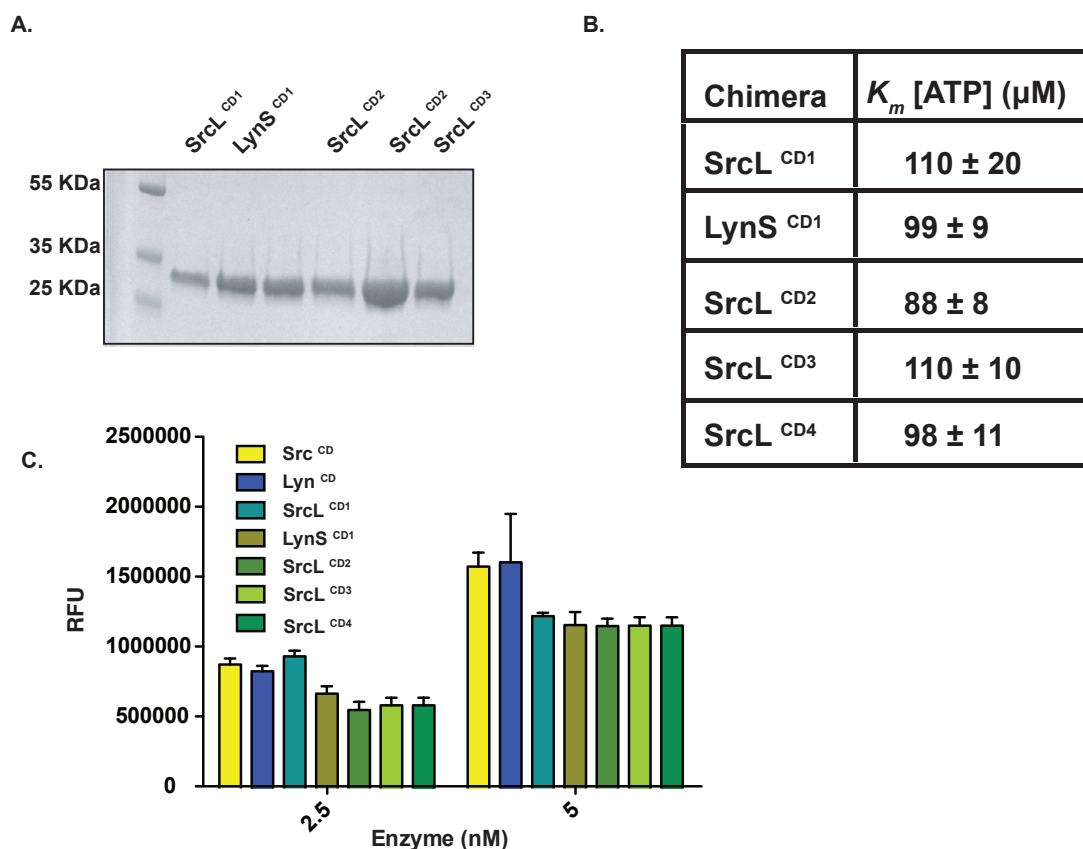 A.
SrcL CD1
LynS CD1
SrcL CD2
SrcL CD2
SrcL CD3
55 KDa
35 KDa
25 KDa
B.
Chimera Km [ATP] (µM)
SrcL CD1 110 ± 20
LynS CD1 99 ± 9
SrcL CD2 88 ± 8
SrcL CD3 110 ± 10
SrcL CD4 98 ± 11
C.
2500000
2000000
1500000
1000000
500000
0
RFU
Src CD
Lyn CD
SrcL CD1
LynS CD1
SrcL CD2
SrcL CD3
SrcL CD4
2.5
5
Enzyme (nM)